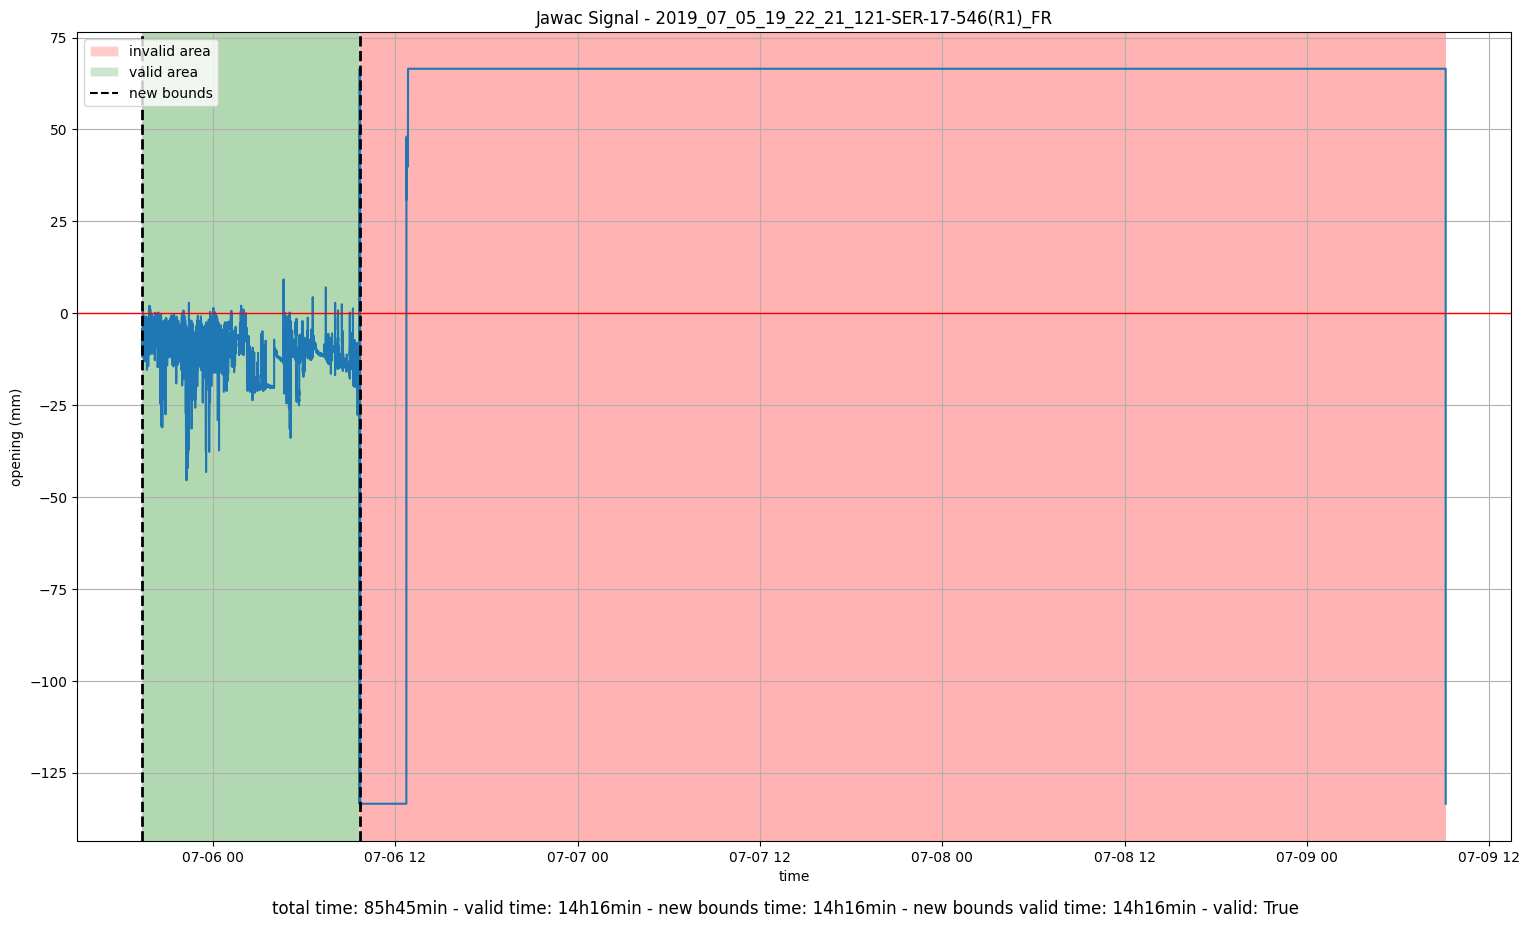 Jawac Signal - 2019_07_05_19_22_21_121-SER-17-546(R1)_FR
invalid area
valid area
new bounds
75
50
25
0
−25
−50
−75
−100
−125
opening (mm)
07-06 00
07-06 12
07-07 00
07-07 12
07-08 00
07-08 12
07-09 00
07-09 12
time
total time: 85h45min - valid time: 14h16min - new bounds time: 14h16min - new bounds valid time: 14h16min - valid: True